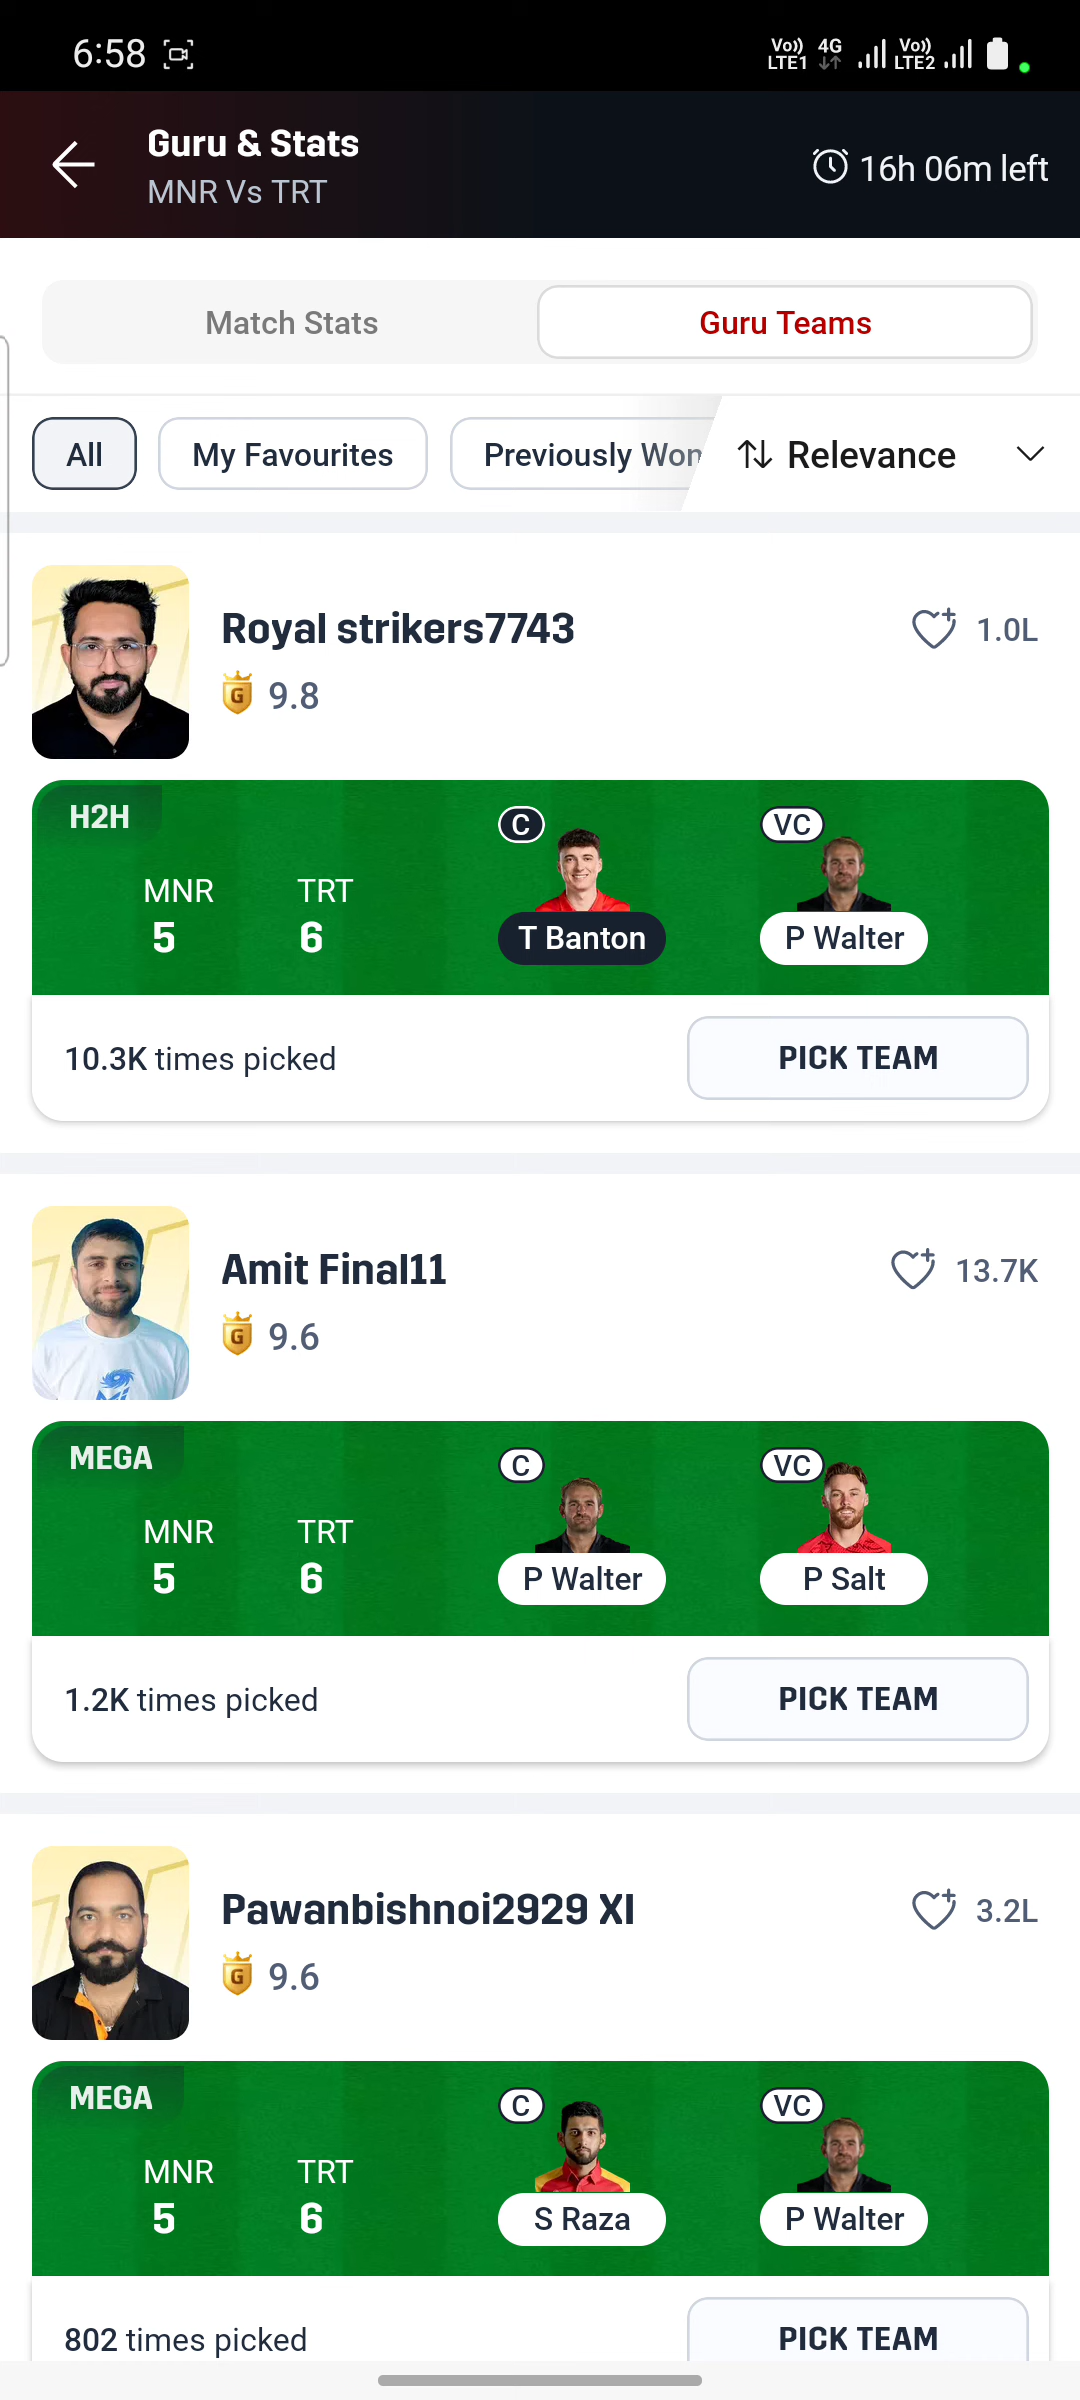 6:58
Vo)) LTE1 4G Vo)) LTE2
Guru & Stats
MNR Vs TRT
16h 06m left
Match Stats
Guru Teams
All
My Favourites
Previously Won
Relevance
Royal strikers7743
1.0L
G 9.8
H2H
C
VC
MNR TRT
5 6
T Banton
P Walter
10.3K times picked
PICK TEAM
Amit Final11
13.7K
G 9.6
MEGA
C
VC
MNR TRT
5 6
P Walter
P Salt
1.2K times picked
PICK TEAM
Pawanbishnoi2929 XI
3.2L
G 9.6
MEGA
C
VC
MNR TRT
5 6
S Raza
P Walter
802 times picked
PICK TEAM